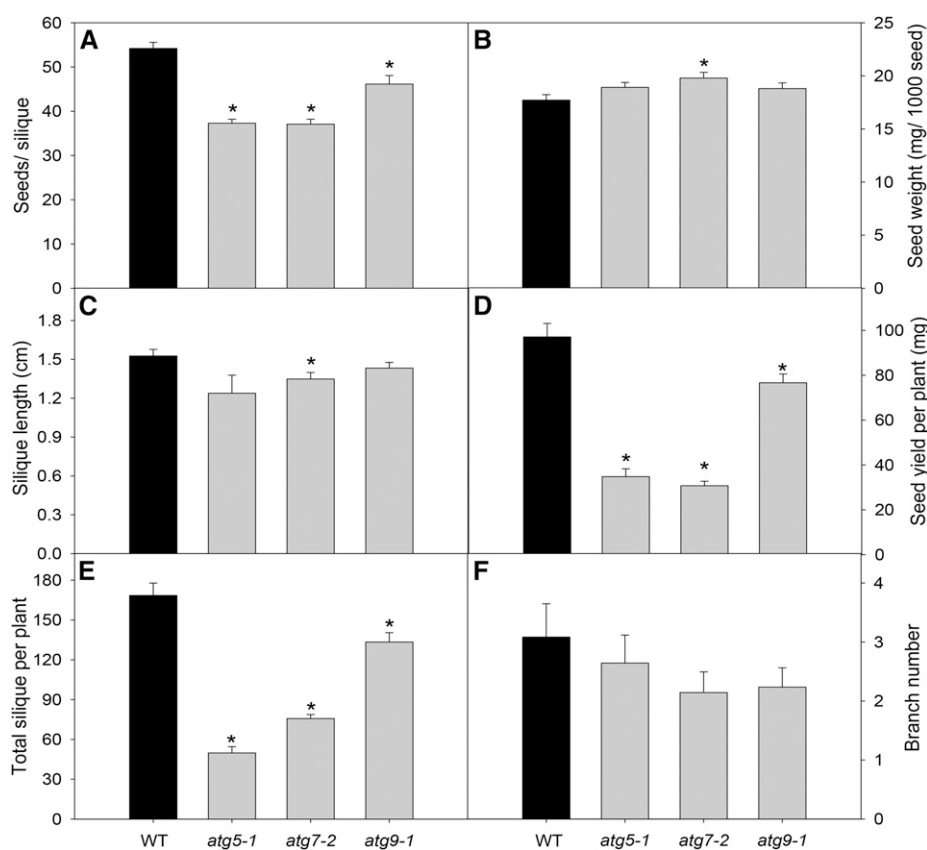 A
60
50
40
30
20
10
0
Seeds/ silique
*
*
*
B
25
20
15
10
5
0
Seed weight (mg/ 1000 seed)
*
C
1.8
1.5
1.2
0.9
0.6
0.3
0.0
Silique length (cm)
*
D
100
80
60
40
20
0
Seed yield per plant (mg)
*
*
*
E
180
150
120
90
60
30
0
Total silique per plant
*
*
*
WT
atg5-1
atg7-2
atg9-1
F
4
3
2
1
0
Branch number
WT
atg5-1
atg7-2
atg9-1